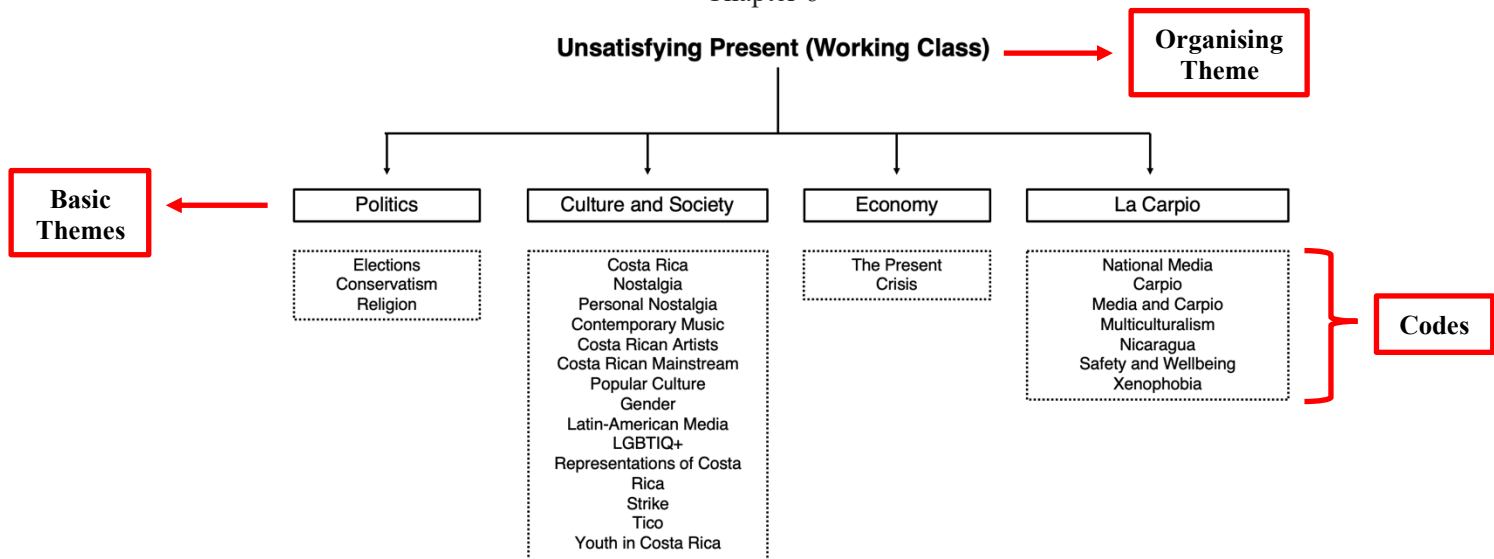 Unsatisfying Present (Working Class)
Organising
Theme
Basic
Themes
Politics
Culture and Society
Economy
La Carpio
Elections
Conservatism
Religion
Costa Rica
Nostalgia
Personal Nostalgia
Contemporary Music
Costa Rican Artists
Costa Rican Mainstream
Popular Culture
Gender
Latin-American Media
LGBTIQ+
Representations of Costa
Rica
Strike
Tico
Youth in Costa Rica
The Present
Crisis
National Media
Carpio
Media and Carpio
Multiculturalism
Nicaragua
Safety and Wellbeing
Xenophobia
Codes